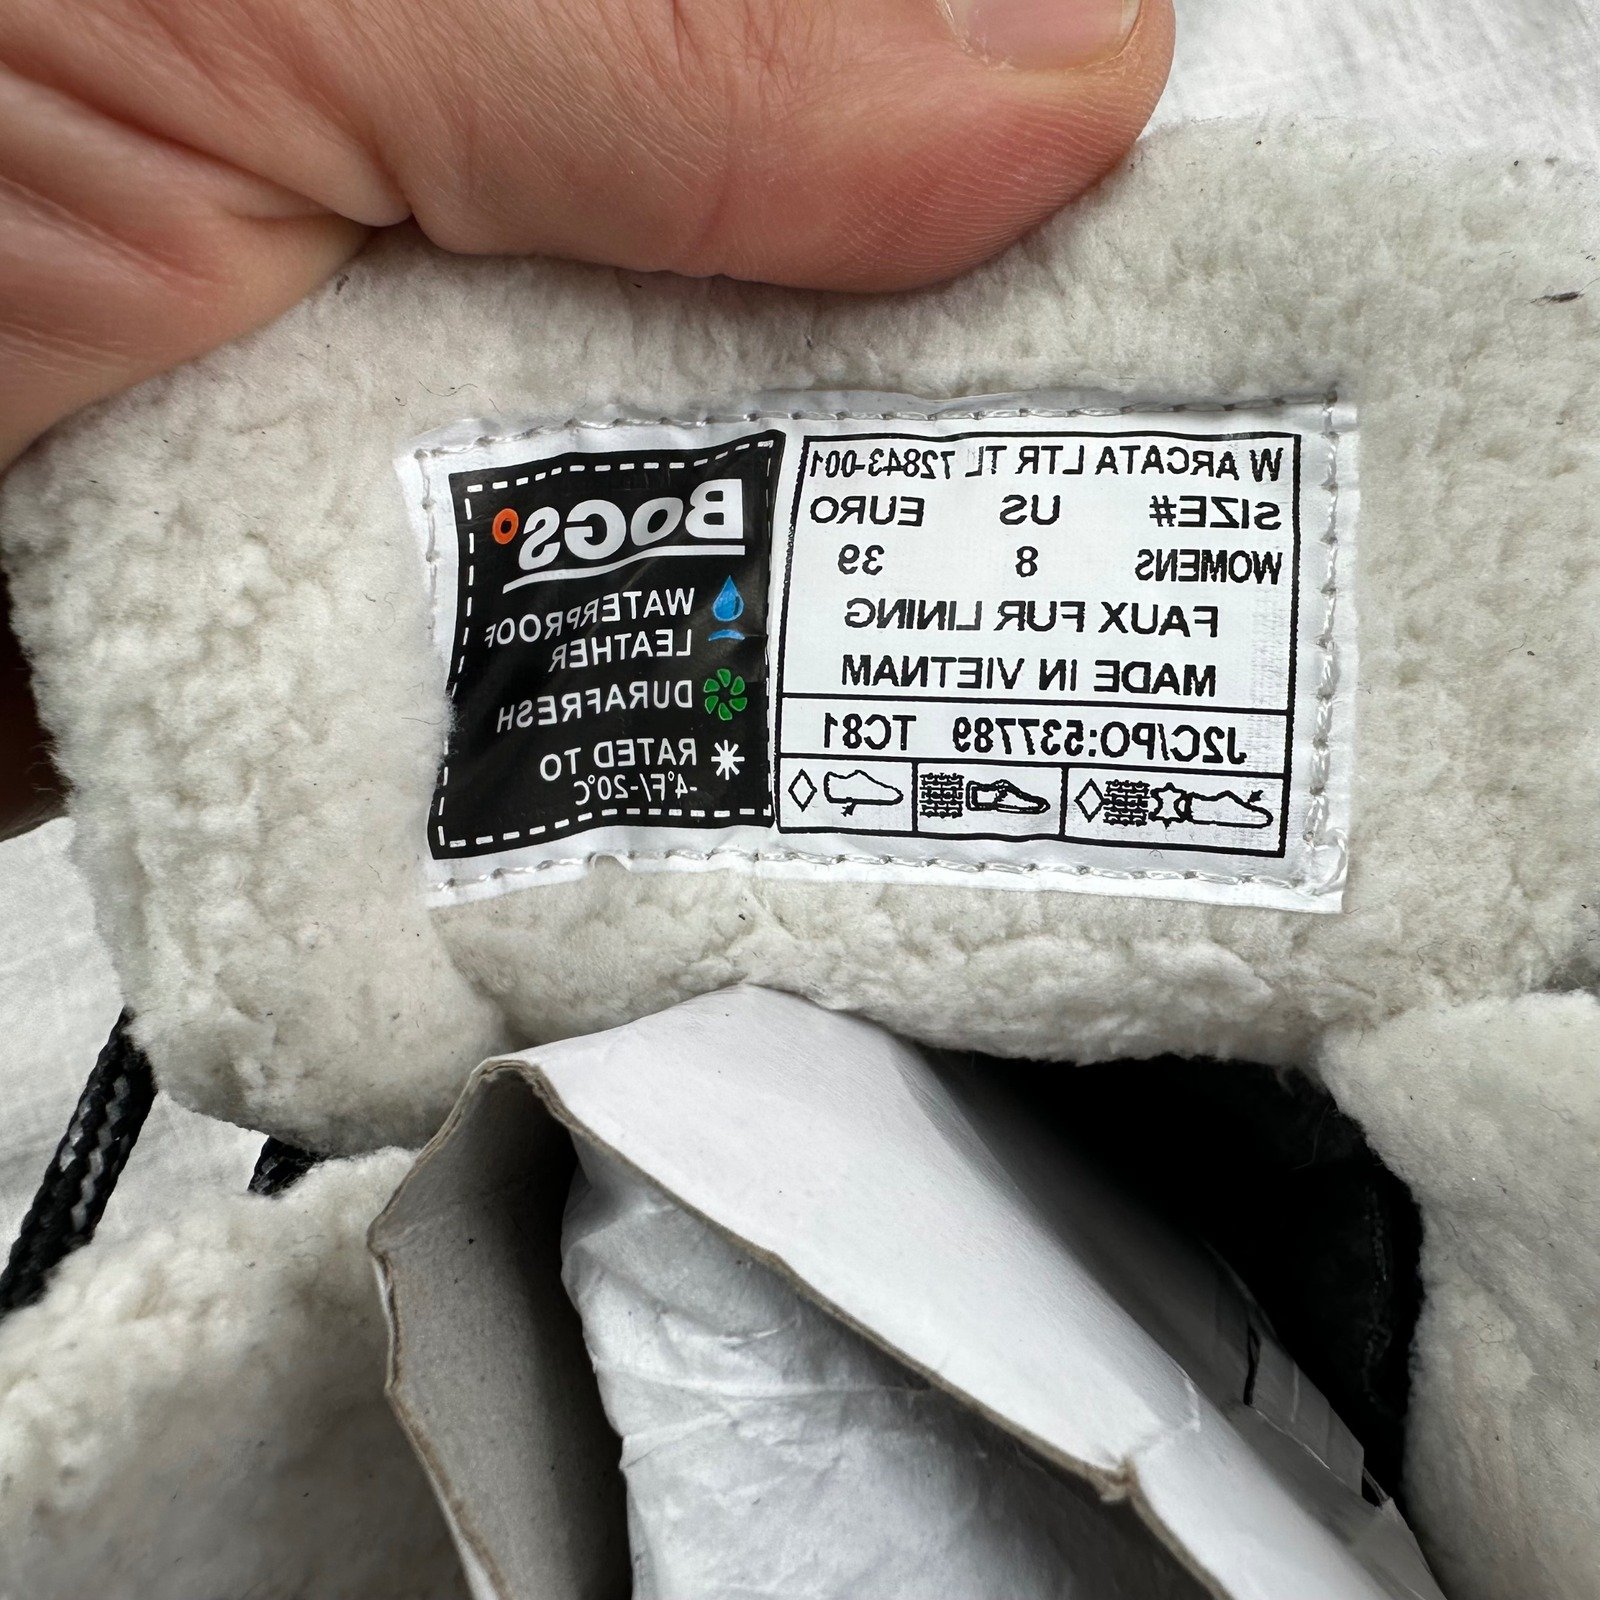 W ARCATA LTR TL 72843-001
SIZE# US EURO
WOMENS 8 39
FAUX FUR LINING
MADE IN VIETNAM
J2C/PO:537789 TC81
BOGS
WATERPROOF
LEATHER
DURAFRESH
RATED TO
-4°F/-20°C